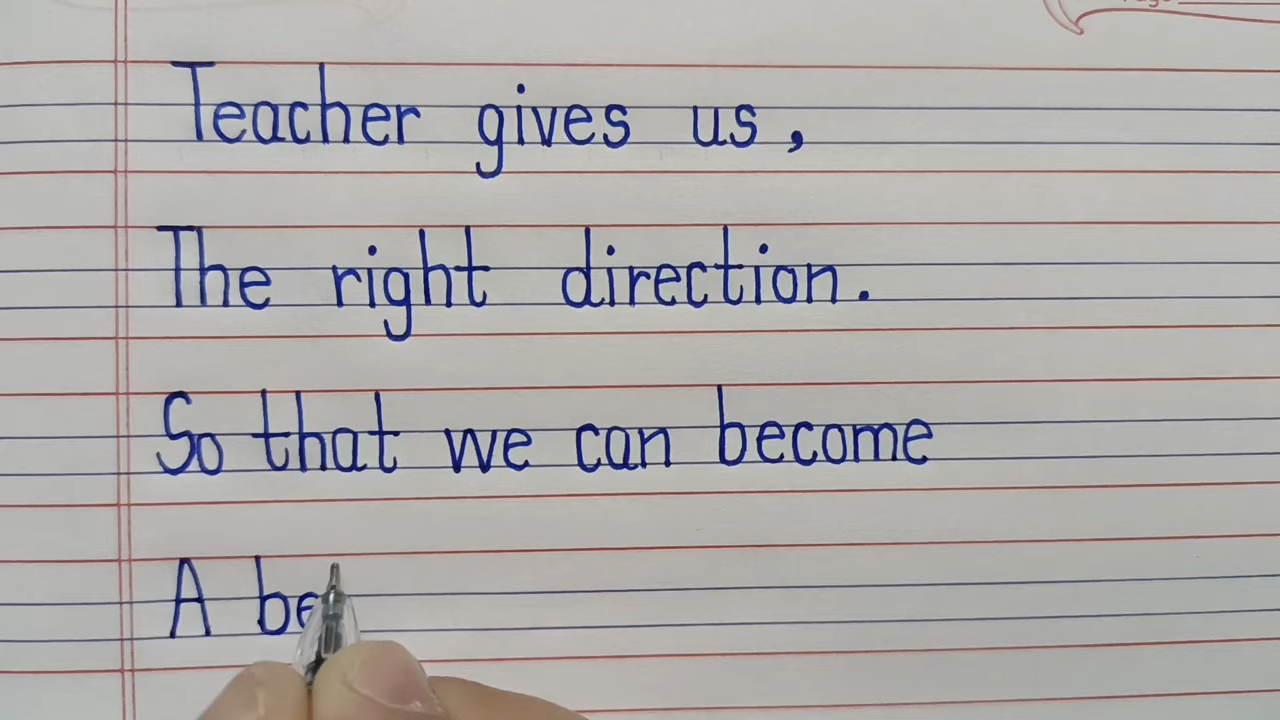 Teacher gives us,
The right direction.
So that we can become
A be